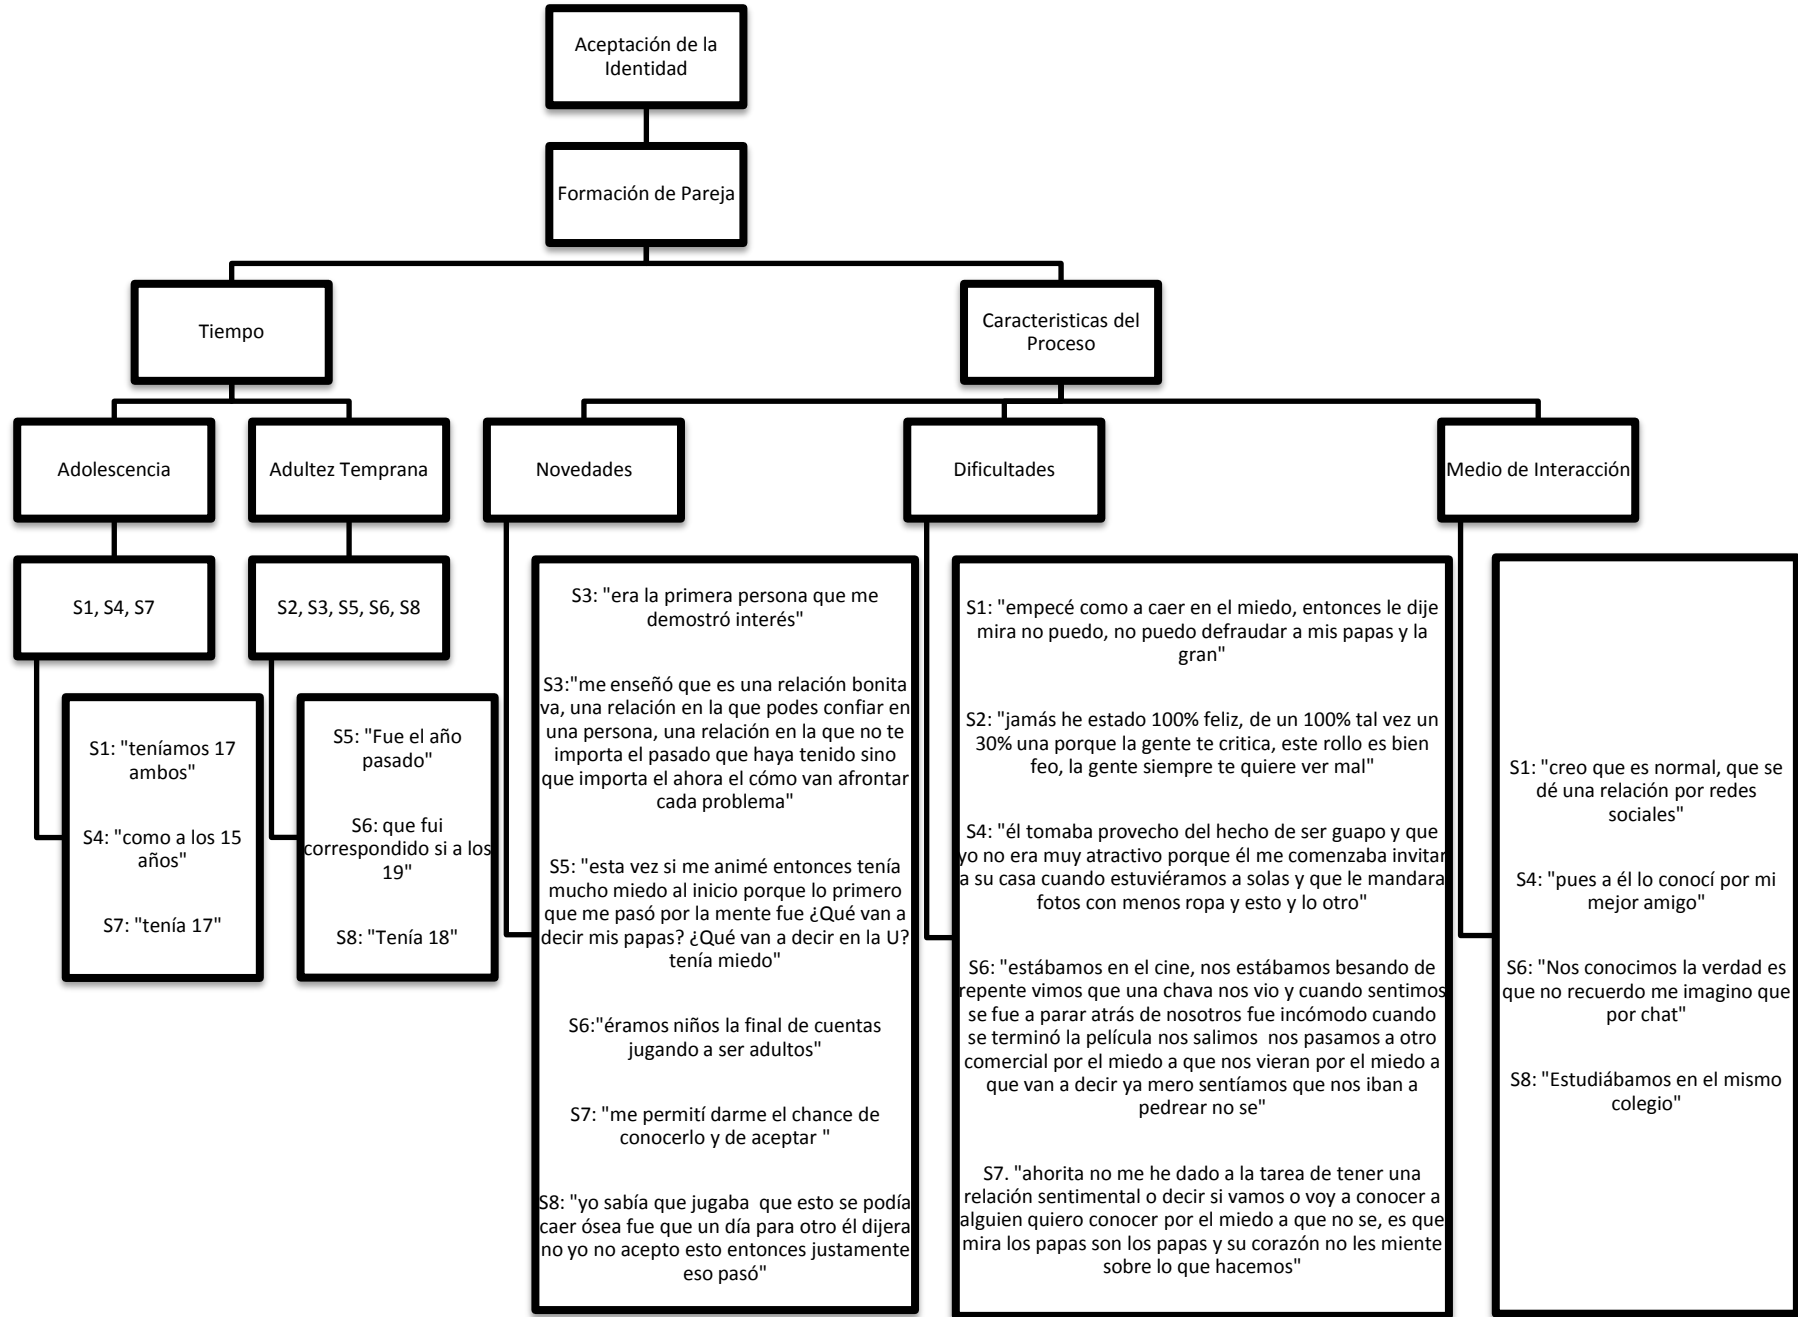 Aceptación de la
Identidad
Formación de Pareja
Tiempo
Caracteristicas del
Proceso
Adolescencia
Adultez Temprana
Novedades
Dificultades
Medio de Interacción
S1, S4, S7
S2, S3, S5, S6, S8
S1: "teníamos 17
ambos"
S4: "como a los 15
años"
S7: "tenía 17"
S5: "Fue el año
pasado"
S6: que fui
correspondido si a los
19"
S8: "Tenía 18"
S3: "era la primera persona que me
demostró interés"
S3:"me enseñó que es una relación bonita
va, una relación en la que podes confiar en
una persona, una relación en la que no te
importa el pasado que haya tenido sino
que importa el ahora el cómo van afrontar
cada problema"
S5: "esta vez si me animé entonces tenía
mucho miedo al inicio porque lo primero
que me pasó por la mente fue ¿Qué van a
decir mis papas? ¿Qué van a decir en la U?
tenía miedo"
S6:"éramos niños la final de cuentas
jugando a ser adultos"
S7: "me permití darme el chance de
conocerlo y de aceptar "
S8: "yo sabía que jugaba  que esto se podía
caer ósea fue que un día para otro él dijera
no yo no acepto esto entonces justamente
eso pasó"
S1: "empecé como a caer en el miedo, entonces le dije
mira no puedo, no puedo defraudar a mis papas y la
gran"
S2: "jamás he estado 100% feliz, de un 100% tal vez un
30% una porque la gente te critica, este rollo es bien
feo, la gente siempre te quiere ver mal"
S4: "él tomaba provecho del hecho de ser guapo y que
yo no era muy atractivo porque él me comenzaba invitar
a su casa cuando estuviéramos a solas y que le mandara
fotos con menos ropa y esto y lo otro"
S6: "estábamos en el cine, nos estábamos besando de
repente vimos que una chava nos vio y cuando sentimos
se fue a parar atrás de nosotros fue incómodo cuando
se terminó la película nos salimos  nos pasamos a otro
comercial por el miedo a que nos vieran por el miedo a
que van a decir ya mero sentíamos que nos iban a
pedrear no se"
S7. "ahorita no me he dado a la tarea de tener una
relación sentimental o decir si vamos o voy a conocer a
alguien quiero conocer por el miedo a que no se, es que
mira los papas son los papas y su corazón no les miente
sobre lo que hacemos"
S1: "creo que es normal, que se
dé una relación por redes
sociales"
S4: "pues a él lo conocí por mi
mejor amigo"
S6: "Nos conocimos la verdad es
que no recuerdo me imagino que
por chat"
S8: "Estudiábamos en el mismo
colegio"